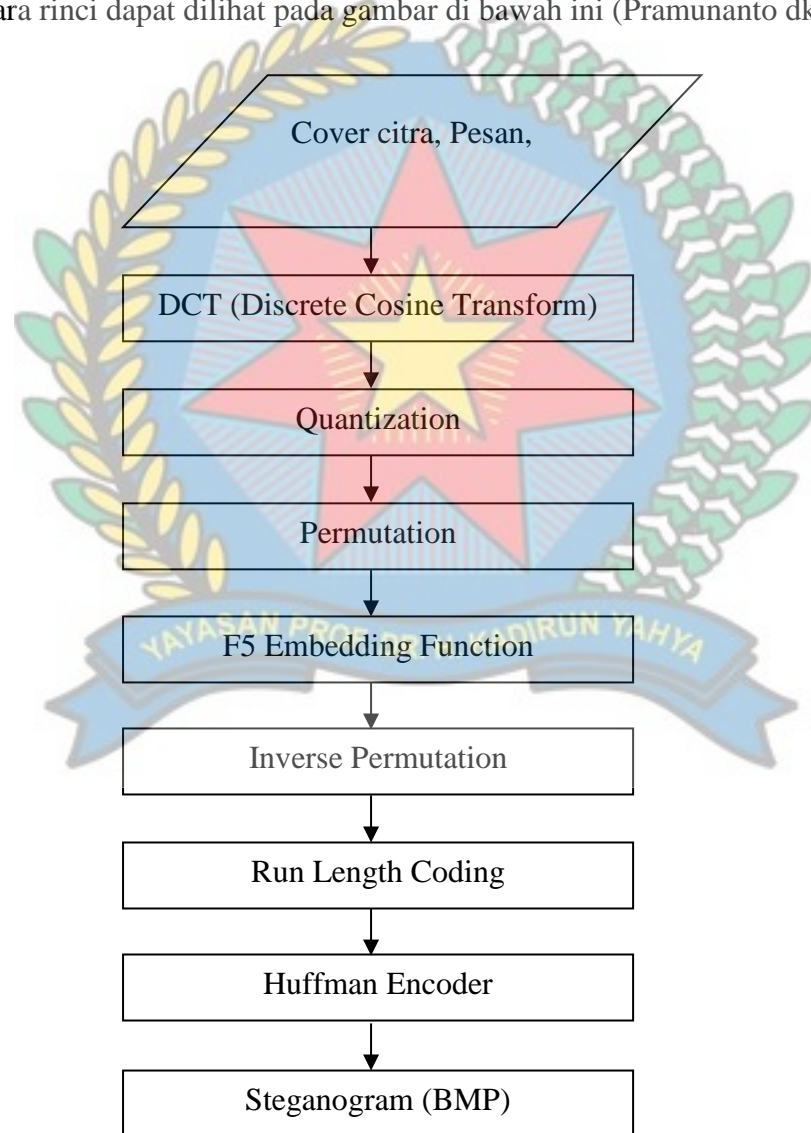 ara rinci dapat dilihat pada gambar di bawah ini (Pramunanto dk
Cover citra, Pesan,
DCT (Discrete Cosine Transform)
Quantization
Permutation
YAYASAN PROF. DR. H. KADIRUN YAHYA
F5 Embedding Function
Inverse Permutation
Run Length Coding
Huffman Encoder
Steganogram (BMP)